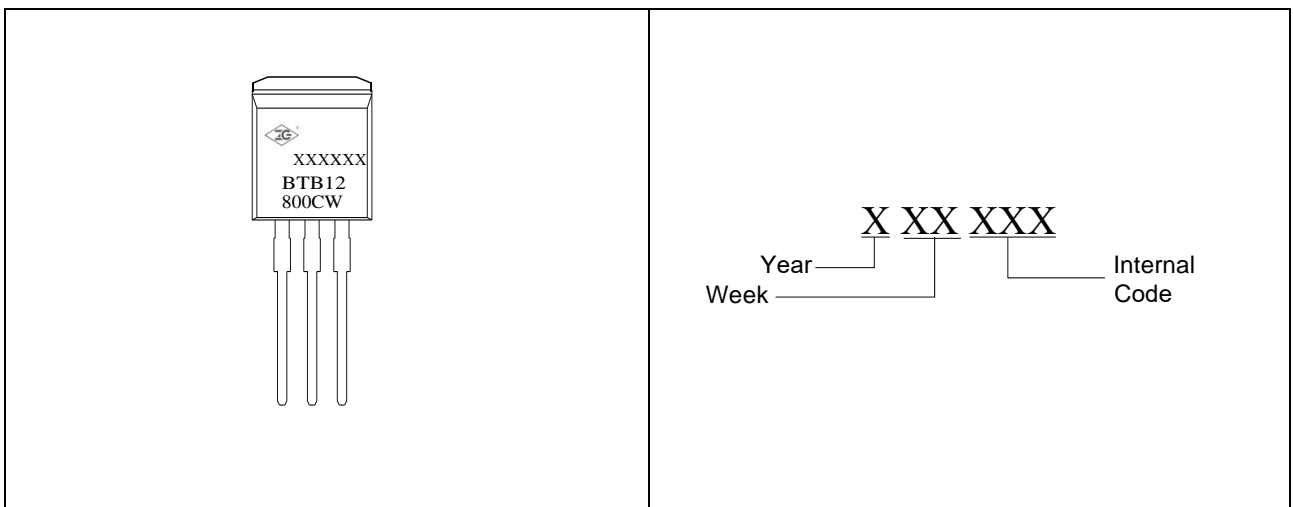 XXXXXX
BTB12
800CW
X XX XXX
Year
Week
Internal
Code